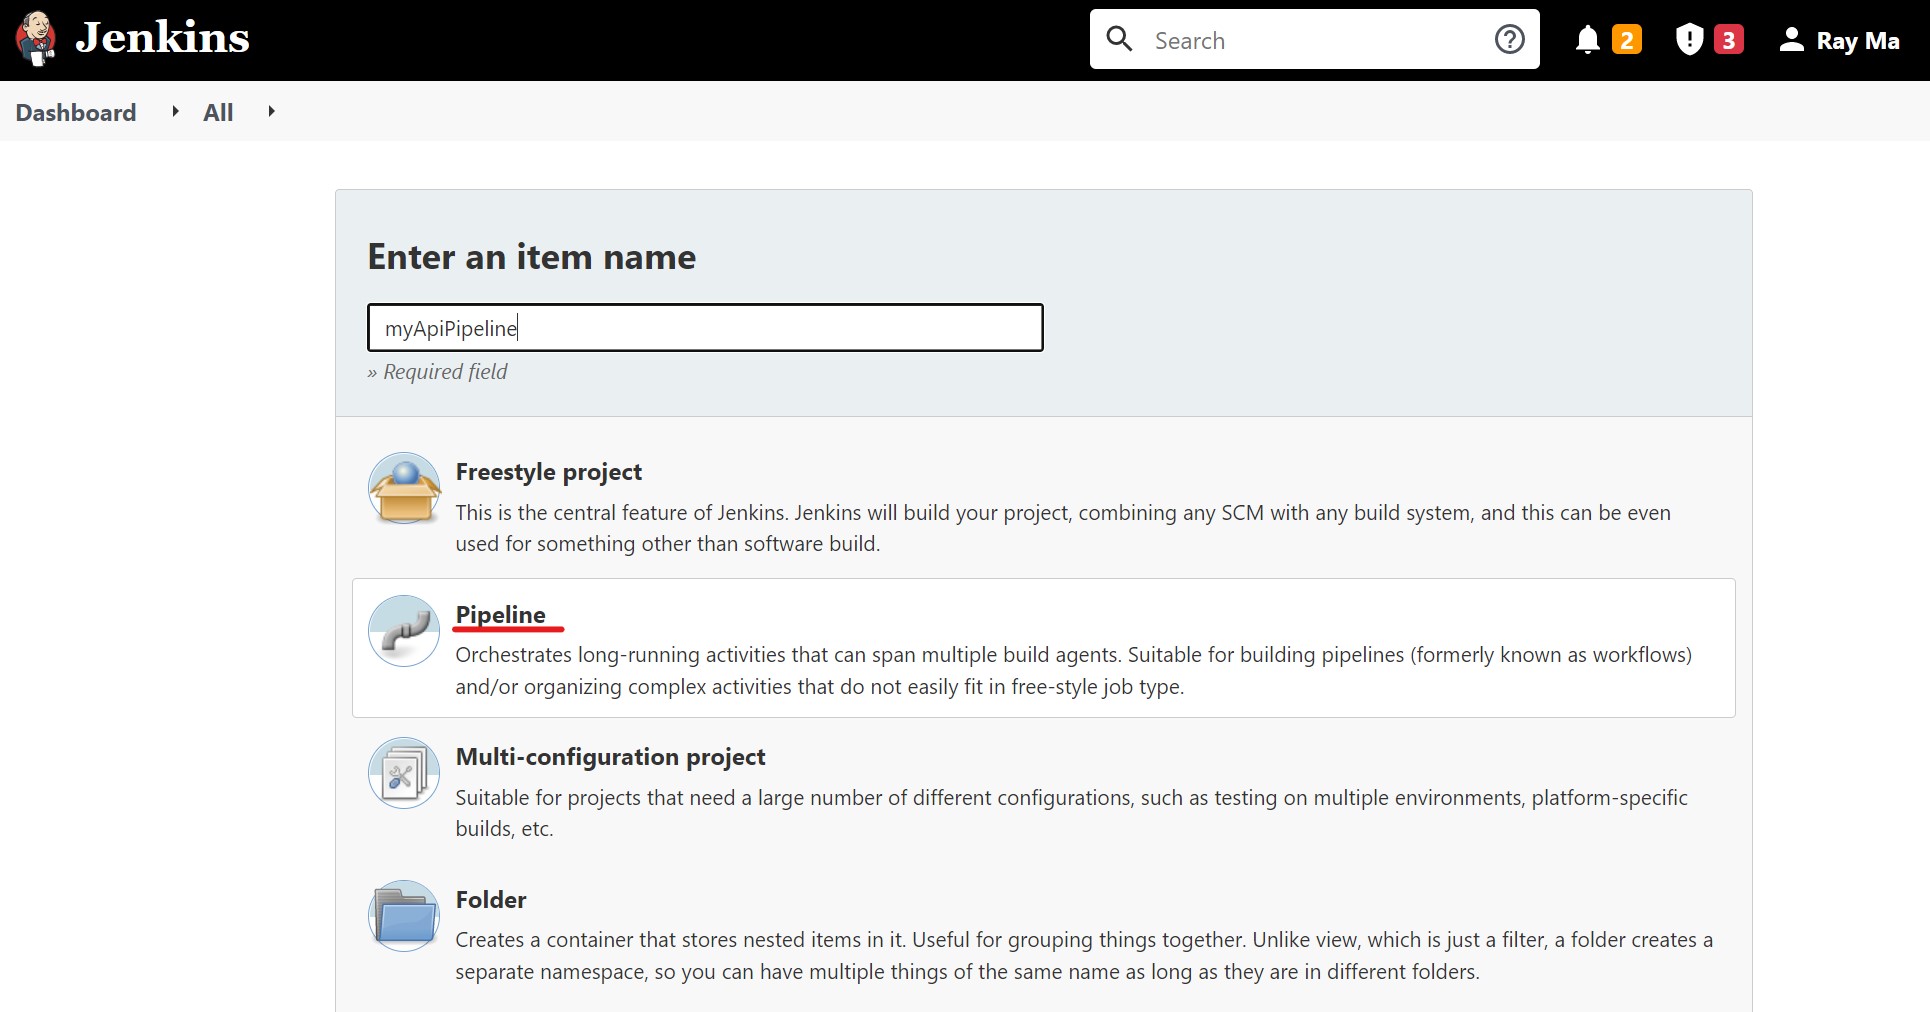 Jenkins
Search
2
3
Ray Ma
Dashboard
All
Enter an item name
myApiPipeline
» Required field
Freestyle project
This is the central feature of Jenkins. Jenkins will build your project, combining any SCM with any build system, and this can be even
used for something other than software build.
Pipeline
Orchestrates long-running activities that can span multiple build agents. Suitable for building pipelines (formerly known as workflows)
and/or organizing complex activities that do not easily fit in free-style job type.
Multi-configuration project
Suitable for projects that need a large number of different configurations, such as testing on multiple environments, platform-specific
builds, etc.
Folder
Creates a container that stores nested items in it. Useful for grouping things together. Unlike view, which is just a filter, a folder creates a
separate namespace, so you can have multiple things of the same name as long as they are in different folders.